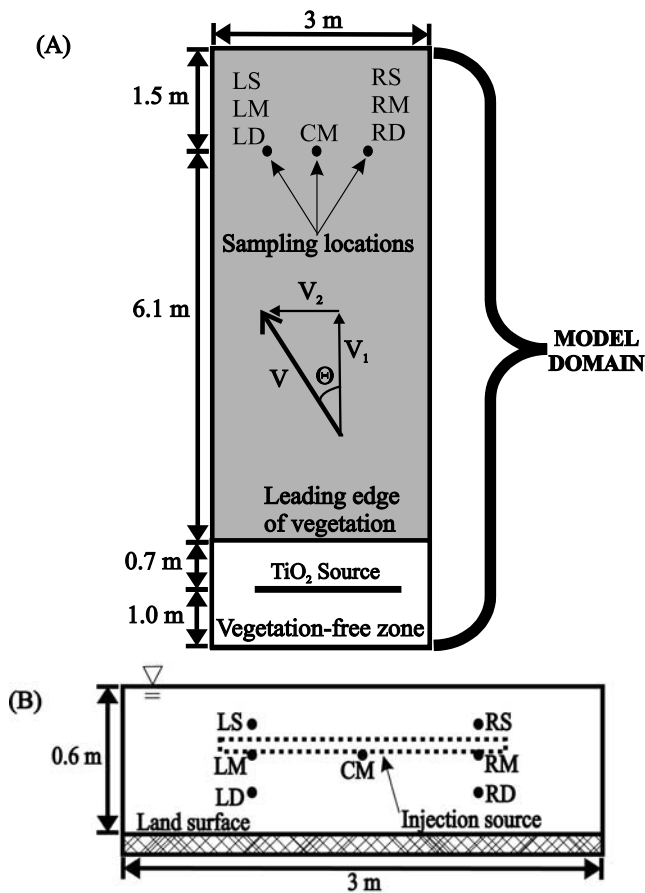 (A)
3 m
1.5 m
LS
LM
LD
CM
RS
RM
RD
Sampling locations
6.1 m
V₂
V₁
V
Θ
MODEL
DOMAIN
Leading edge
of vegetation
0.7 m
TiO₂ Source
1.0 m
Vegetation-free zone
(B)
0.6 m
LS
RS
LM
CM
RM
LD
RD
Land surface
Injection source
3 m